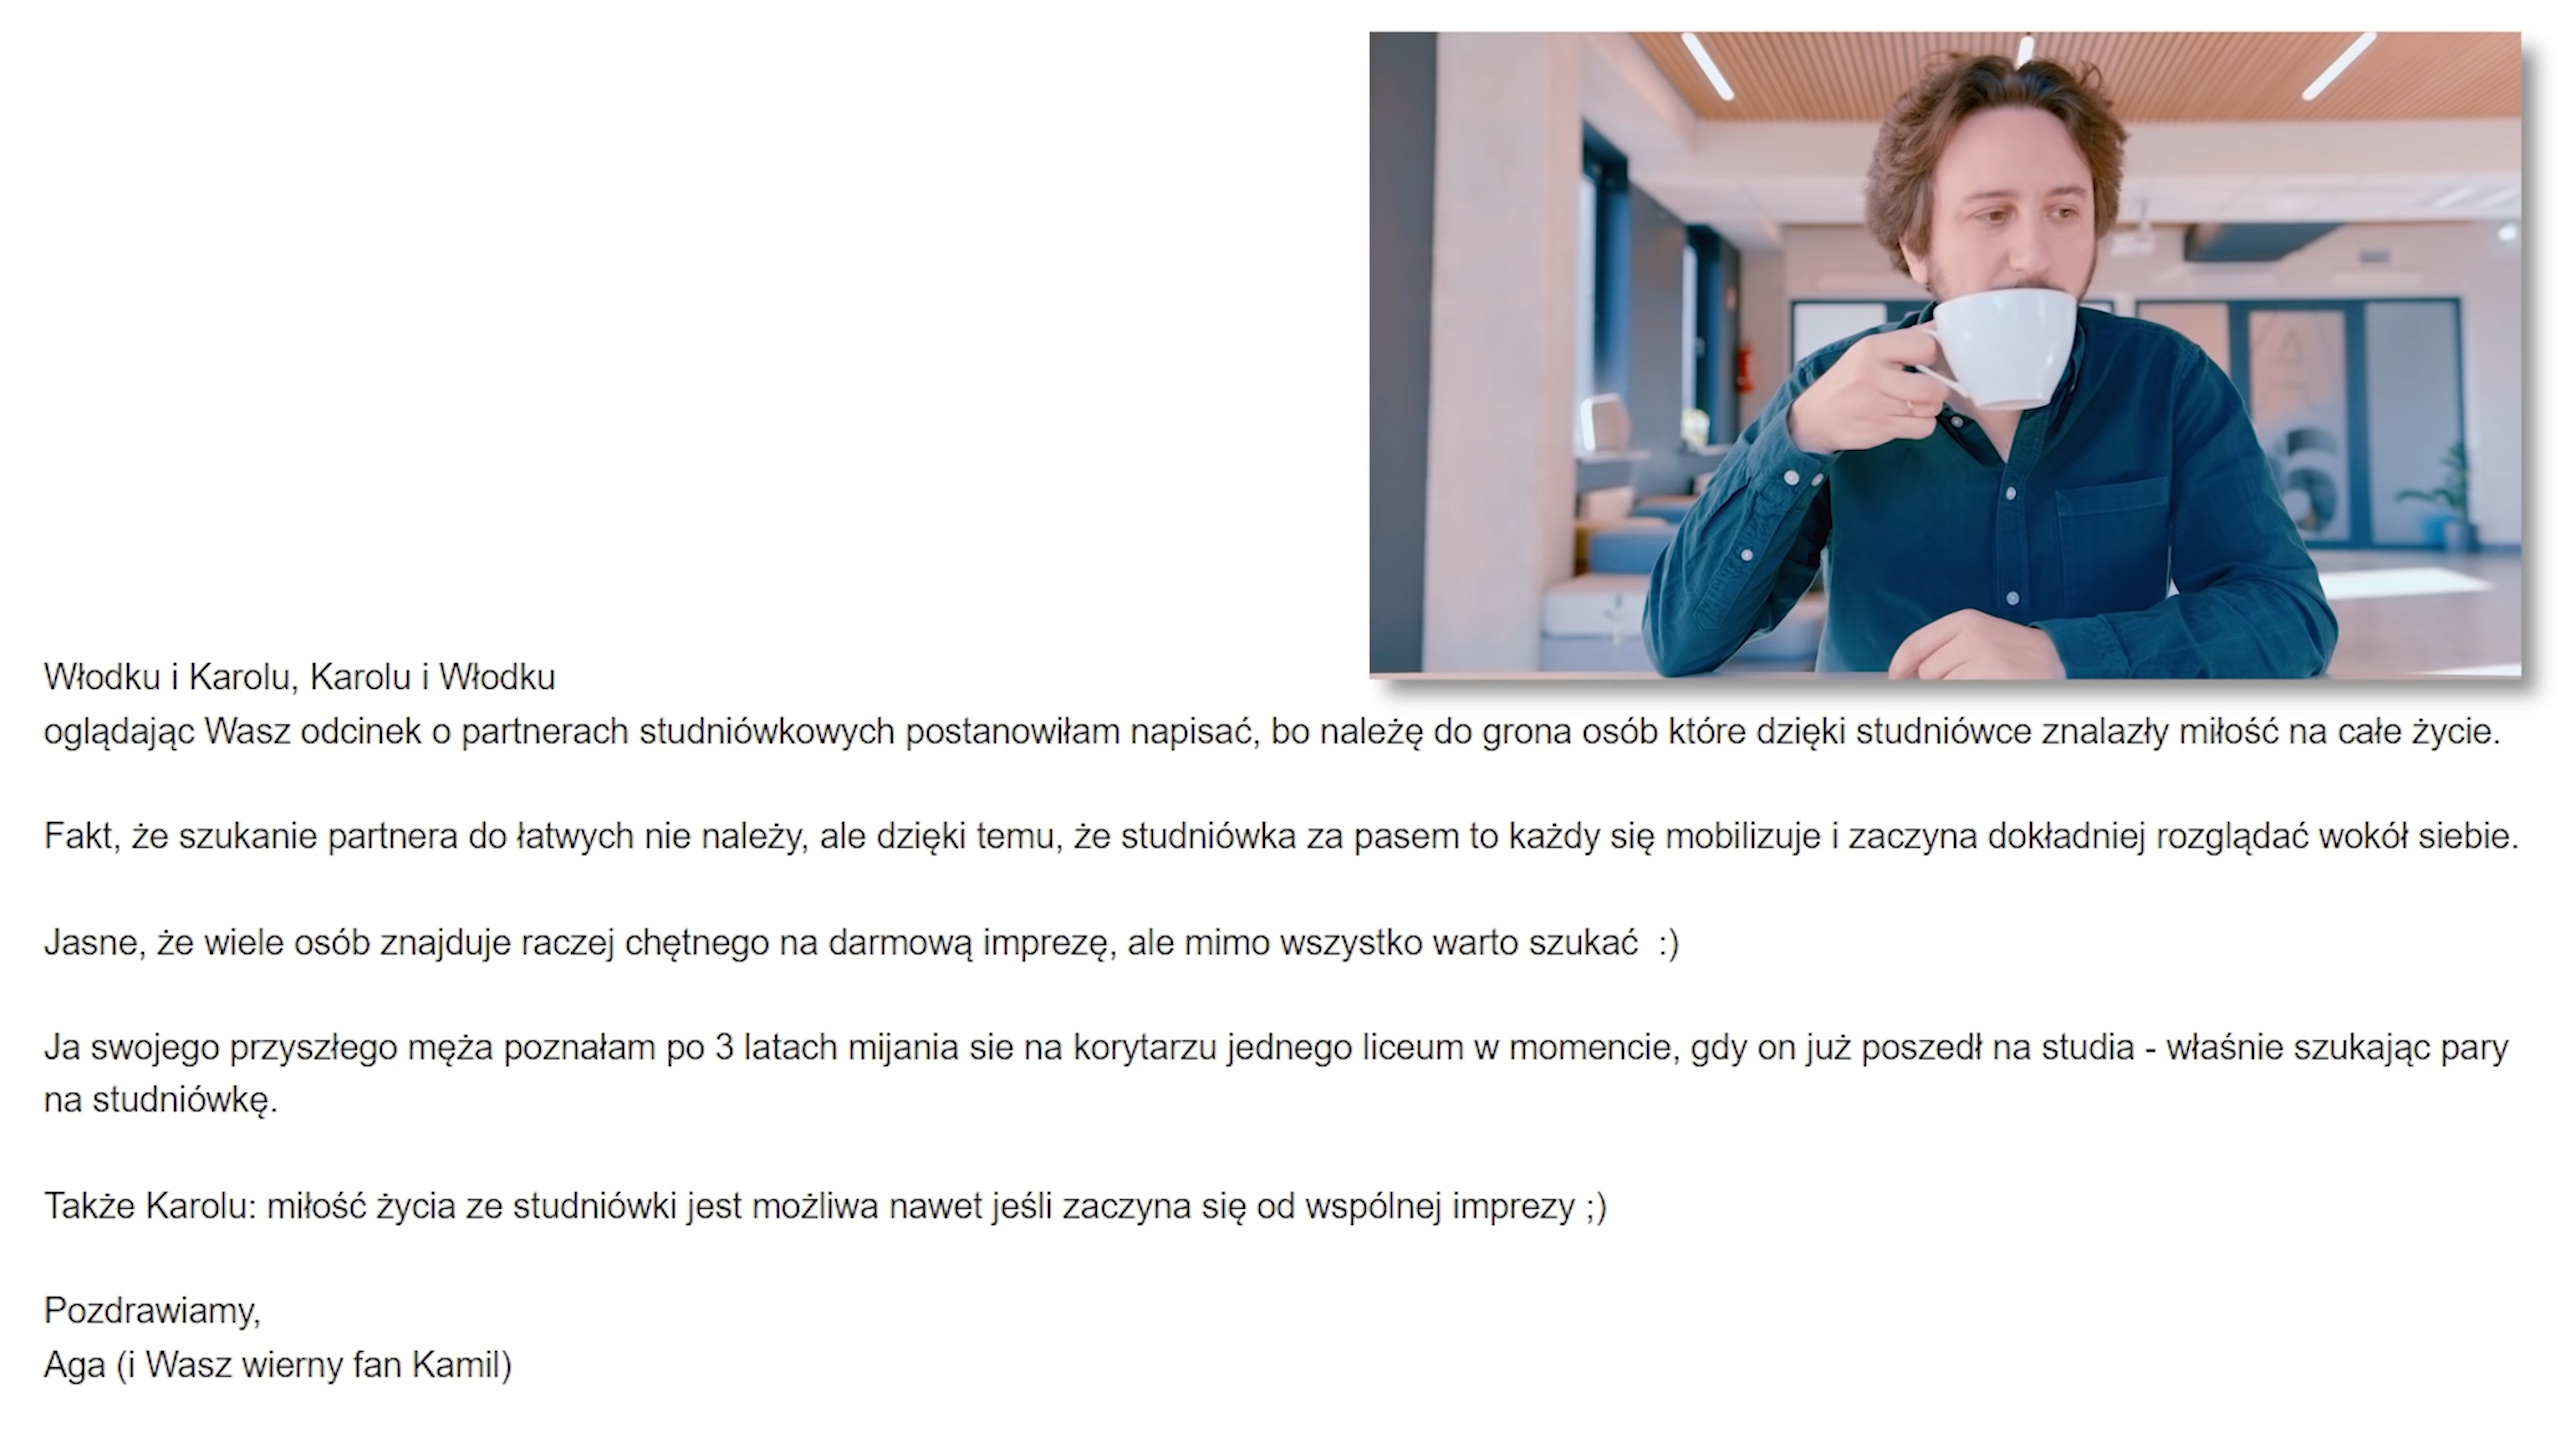 Włodku i Karolu, Karolu i Włodku
oglądając Wasz odcinek o partnerach studniówkowych postanowiłam napisać, bo należę do grona osób które dzięki studniówce znalazły miłość na całe życie.
Fakt, że szukanie partnera do łatwych nie należy, ale dzięki temu, że studniówka za pasem to każdy się mobilizuje i zaczyna dokładniej rozglądać wokół siebie.
Jasne, że wiele osób znajduje raczej chętnego na darmową imprezę, ale mimo wszystko warto szukać  :)
Ja swojego przyszłego męża poznałam po 3 latach mijania sie na korytarzu jednego liceum w momencie, gdy on już poszedł na studia - właśnie szukając pary
na studniówkę.
Także Karolu: miłość życia ze studniówki jest możliwa nawet jeśli zaczyna się od wspólnej imprezy ;)
Pozdrawiamy,
Aga (i Wasz wierny fan Kamil)